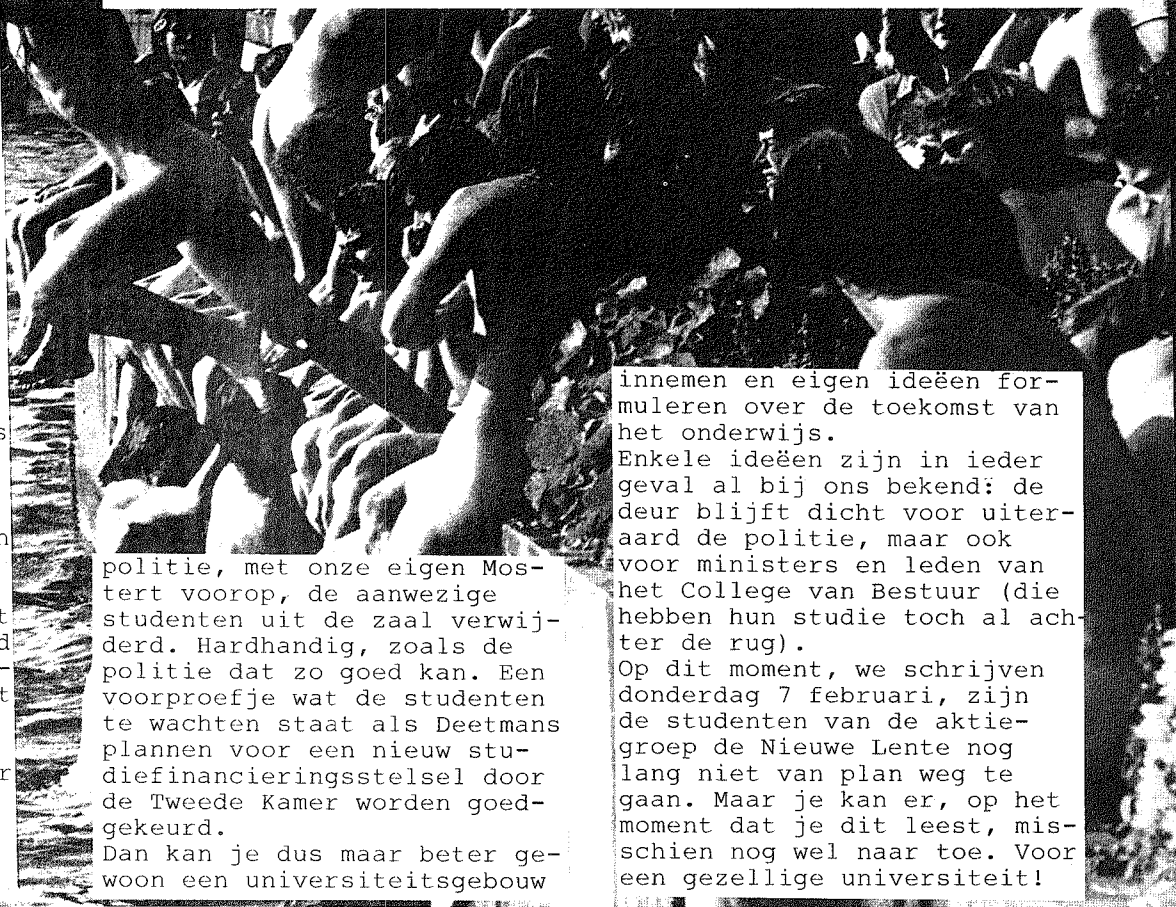 politie, met onze eigen Mos-
tert voorop, de aanwezige
studenten uit de zaal verwij-
derd. Hardhandig, zoals de
politie dat zo goed kan. Een
voorproefje wat de studenten
te wachten staat als Deetmans
plannen voor een nieuw stu-
diefinancieringsstelsel door
de Tweede Kamer worden goed-
gekeurd.
Dan kan je dus maar beter ge-
woon een universiteitsgebouw
innemen en eigen ideëen for-
muleren over de toekomst van
het onderwijs.
Enkele ideëen zijn in ieder
geval al bij ons bekend: de
deur blijft dicht voor uiter-
aard de politie, maar ook
voor ministers en leden van
het College van Bestuur (die
hebben hun studie toch al ach-
ter de rug).
Op dit moment, we schrijven
donderdag 7 februari, zijn
de studenten van de aktie-
groep de Nieuwe Lente nog
lang niet van plan weg te
gaan. Maar je kan er, op het
moment dat je dit leest, mis-
schien nog wel naar toe. Voor
een gezellige universiteit!